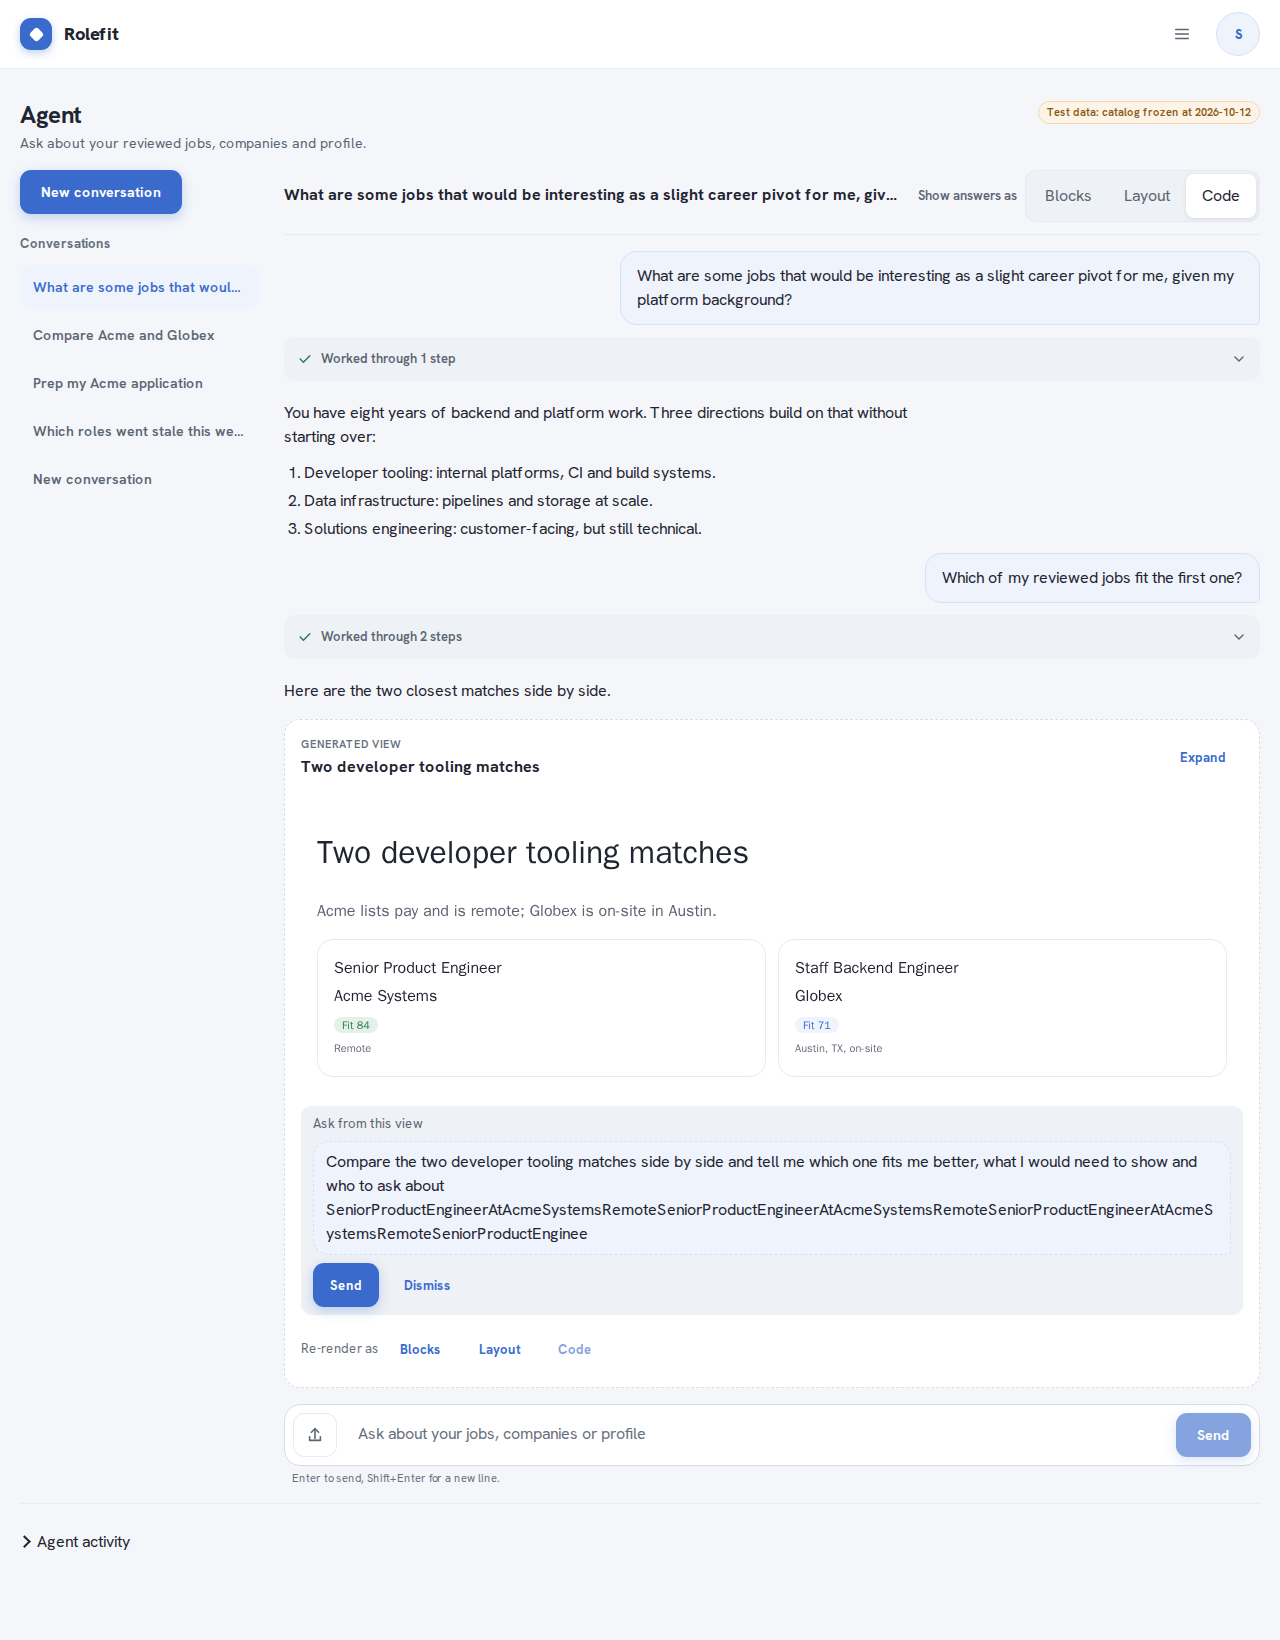 Rolefit
S
Agent
Test data: catalog frozen at 2026-10-12
Ask about your reviewed jobs, companies and profile.
New conversation
Conversations
What are some jobs that woul…
Compare Acme and Globex
Prep my Acme application
Which roles went stale this we…
New conversation
What are some jobs that would be interesting as a slight career pivot for me, giv…
Show answers as
Blocks
Layout
Code
What are some jobs that would be interesting as a slight career pivot for me, given my
platform background?
Worked through 1 step
You have eight years of backend and platform work. Three directions build on that without
starting over:
1. Developer tooling: internal platforms, CI and build systems.
2. Data infrastructure: pipelines and storage at scale.
3. Solutions engineering: customer-facing, but still technical.
Which of my reviewed jobs fit the first one?
Worked through 2 steps
Here are the two closest matches side by side.
GENERATED VIEW
Two developer tooling matches
Expand
Two developer tooling matches
Acme lists pay and is remote; Globex is on-site in Austin.
Senior Product Engineer
Acme Systems
Fit 84
Remote
Staff Backend Engineer
Globex
Fit 71
Austin, TX, on-site
Ask from this view
Compare the two developer tooling matches side by side and tell me which one fits me better, what I would need to show and
who to ask about
SeniorProductEngineerAtAcmeSystemsRemoteSeniorProductEngineerAtAcmeSystemsRemoteSeniorProductEngineerAtAcmeS
ystemsRemoteSeniorProductEnginee
Send
Dismiss
Re-render as
Blocks
Layout
Code
Ask about your jobs, companies or profile
Send
Enter to send, Shift+Enter for a new line.
Agent activity